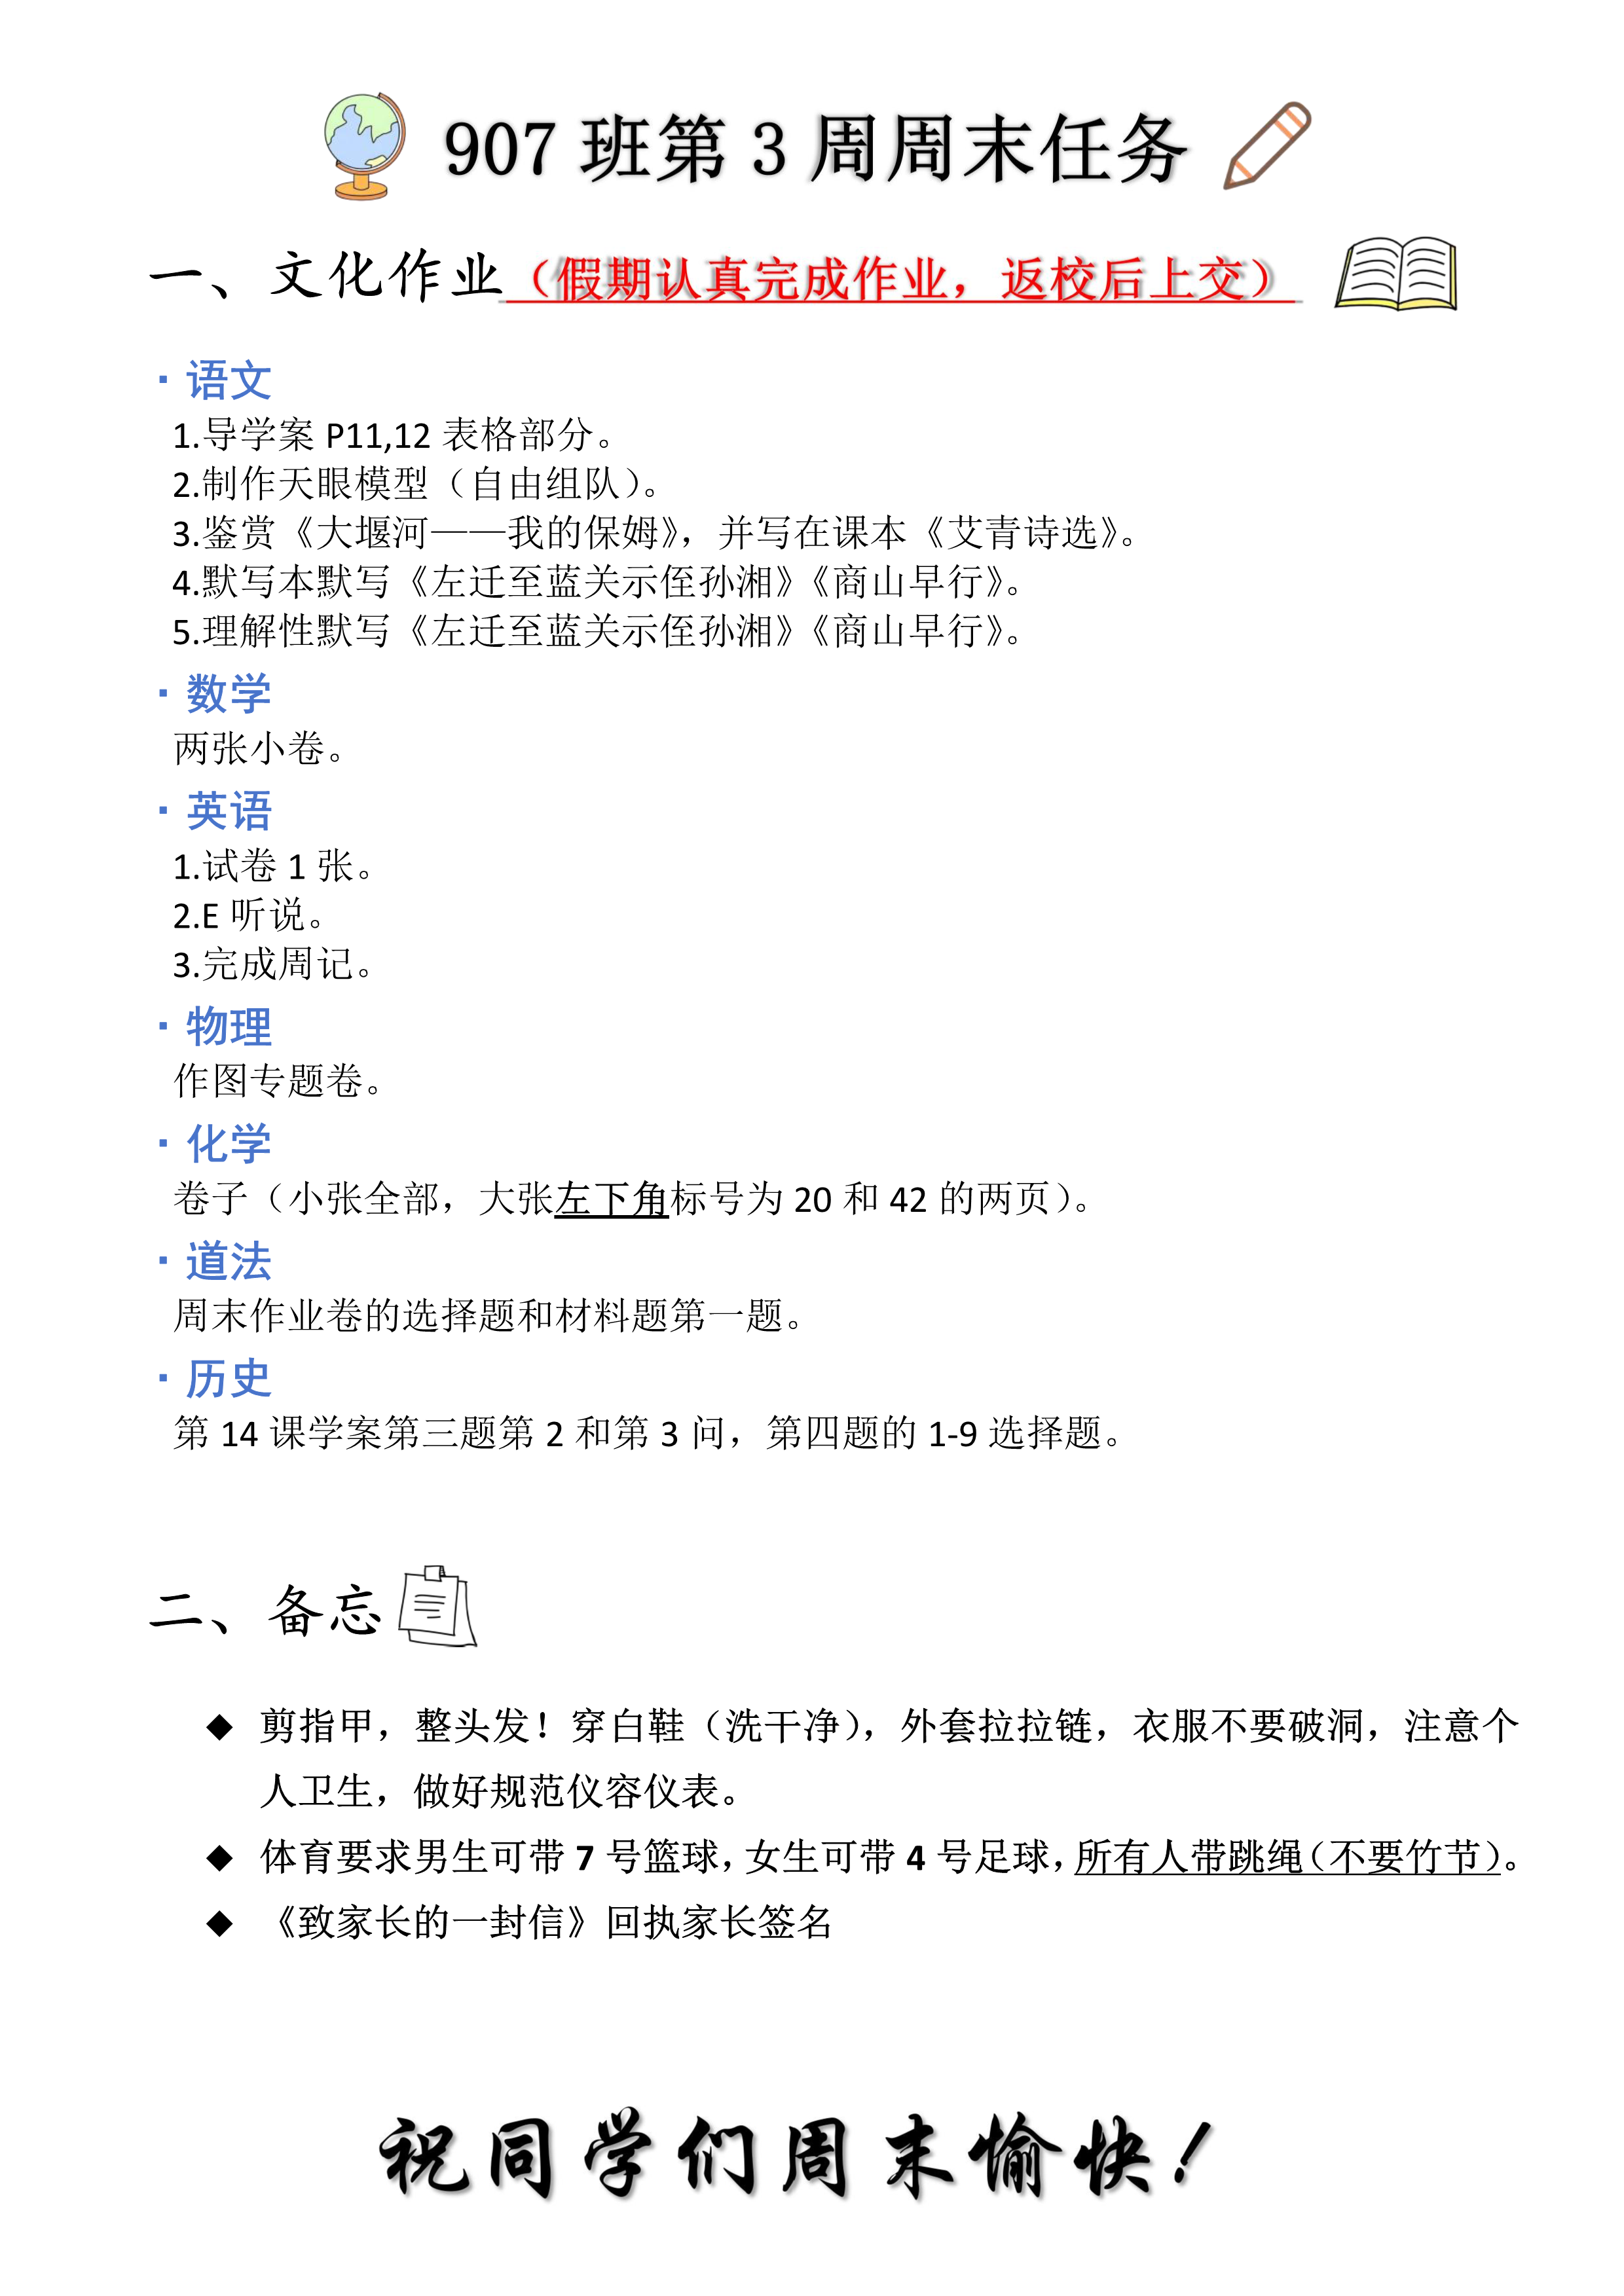 907 班第 3 周周末任务
一、文化作业（假期认真完成作业，返校后上交）
· 语文
1.导学案 P11,12 表格部分。
2.制作天眼模型（自由组队）。
3.鉴赏《大堰河——我的保姆》，并写在课本《艾青诗选》。
4.默写本默写《左迁至蓝关示侄孙湘》《商山早行》。
5.理解性默写《左迁至蓝关示侄孙湘》《商山早行》。
· 数学
两张小卷。
· 英语
1.试卷 1 张。
2.E 听说。
3.完成周记。
· 物理
作图专题卷。
· 化学
卷子（小张全部，大张左下角标号为 20 和 42 的两页）。
· 道法
周末作业卷的选择题和材料题第一题。
· 历史
第 14 课学案第三题第 2 和第 3 问，第四题的 1-9 选择题。
二、备忘
◆ 剪指甲，整头发！穿白鞋（洗干净），外套拉拉链，衣服不要破洞，注意个
人卫生，做好规范仪容仪表。
◆ 体育要求男生可带 7 号篮球，女生可带 4 号足球，所有人带跳绳（不要竹节）。
◆ 《致家长的一封信》回执家长签名
祝同学们周末愉快！